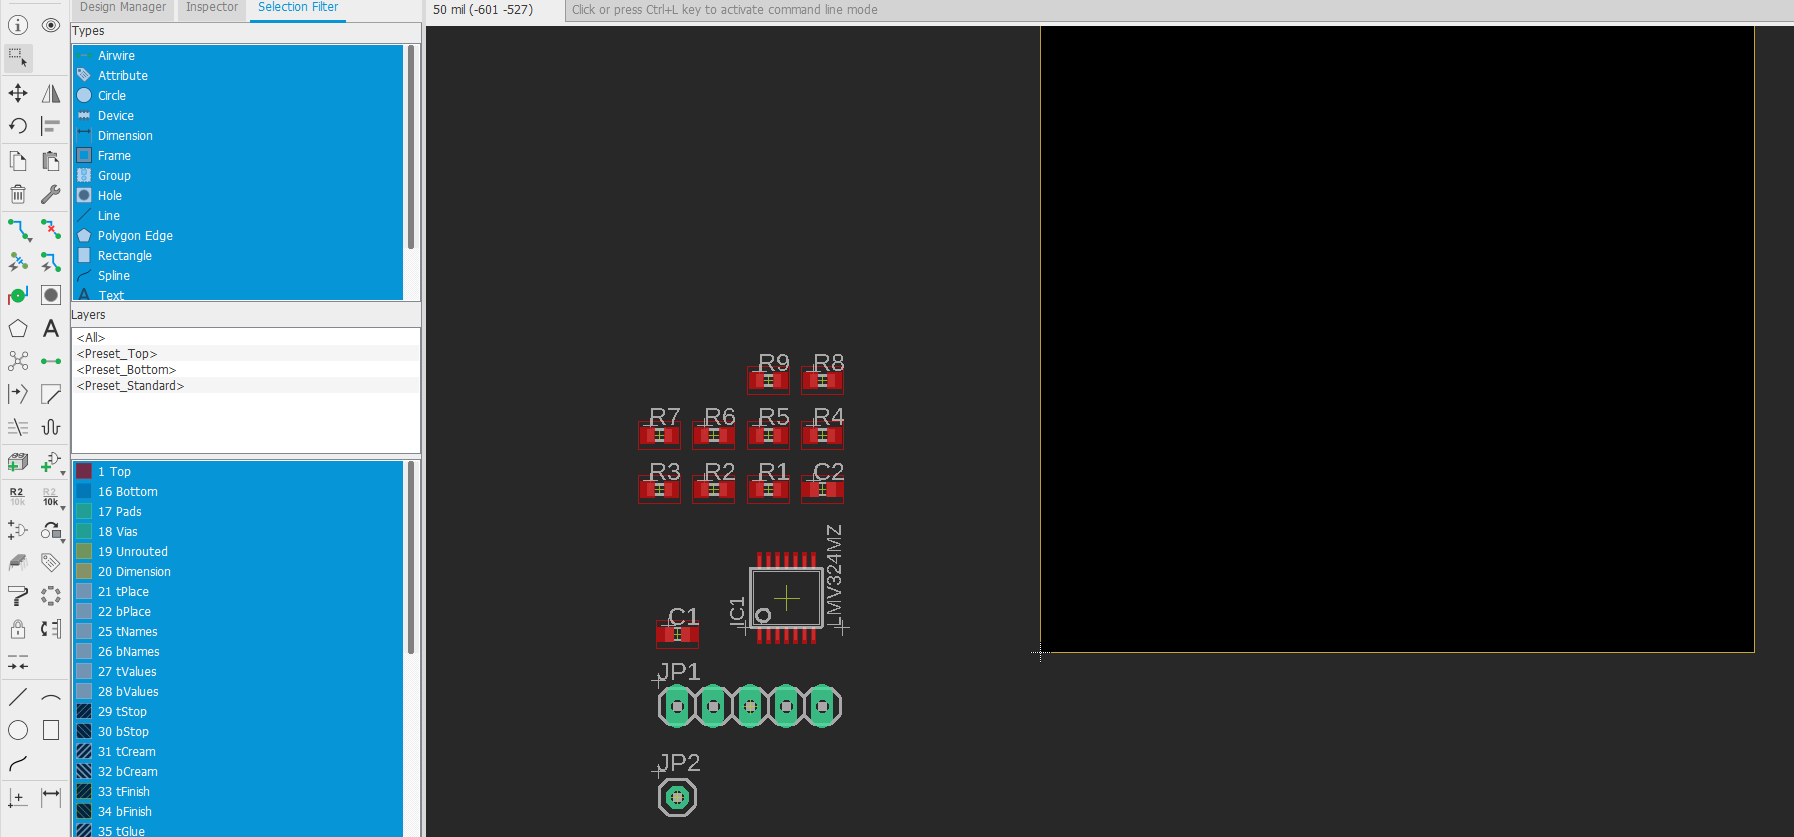 Design Manager
Inspector
Selection Filter
50 mil (-601 -527)
Click or press Ctrl+L key to activate command line mode
Types
Airwire
Attribute
Circle
Device
Dimension
Frame
Group
Hole
Line
Polygon Edge
Rectangle
Spline
Text
Layers
<All>
<Preset_Top>
<Preset_Bottom>
<Preset_Standard>
1 Top
16 Bottom
17 Pads
18 Vias
19 Unrouted
20 Dimension
21 tPlace
22 bPlace
25 tNames
26 bNames
27 tValues
28 bValues
29 tStop
30 bStop
31 tCream
32 bCream
33 tFinish
34 bFinish
35 tGlue
R2
10k
R2
10k
R9 R8
R7 R6 R5 R4
R3 R2 R1 C2
LMV324MZ
IC1
C1
JP1
JP2